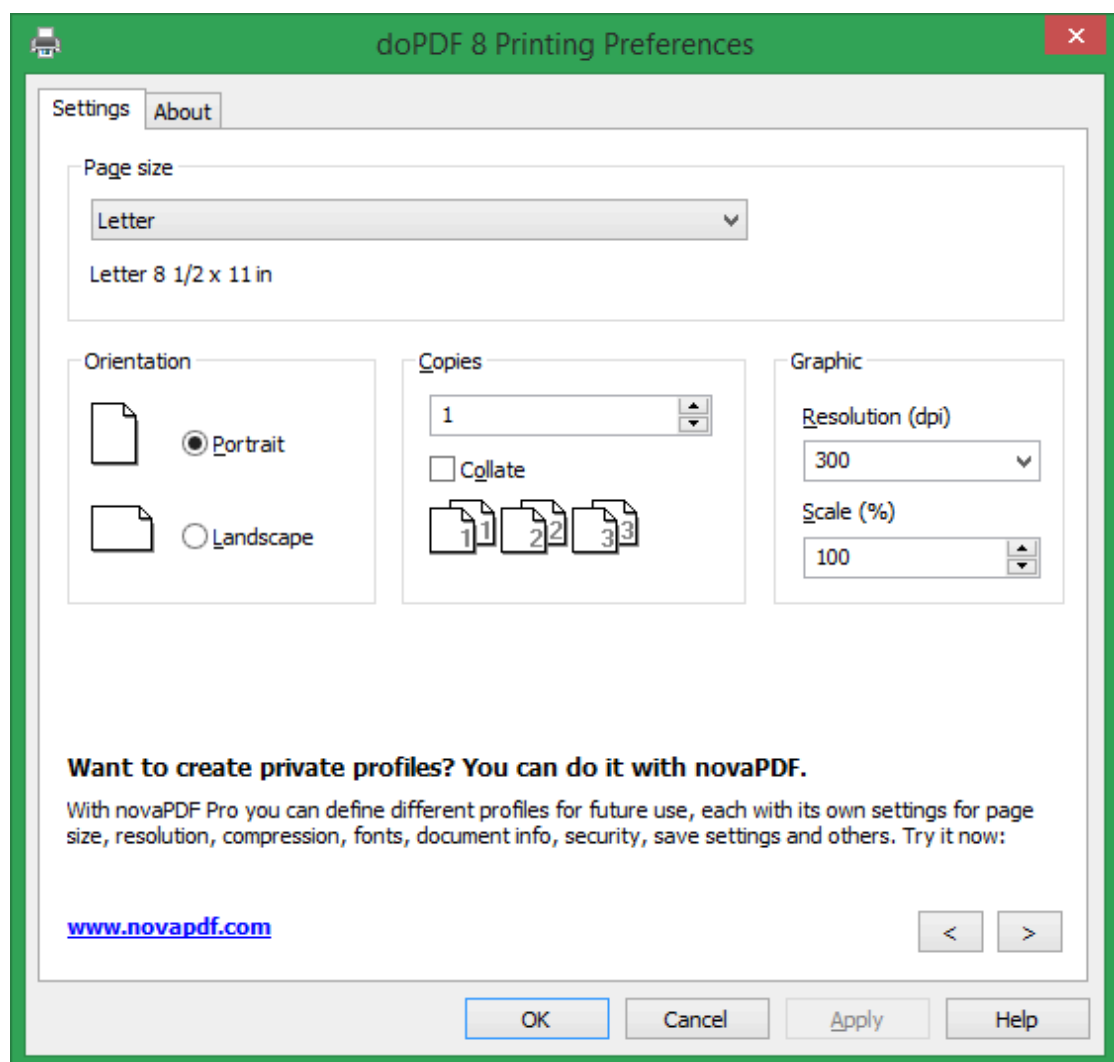 doPDF 8 Printing Preferences
Settings
About
Page size
Letter
Letter 8 1/2 x 11 in
Orientation
Portrait
Landscape
Copies
1
Collate
1 1 2 2 3 3
Graphic
Resolution (dpi)
300
Scale (%)
100
Want to create private profiles? You can do it with novaPDF.
With novaPDF Pro you can define different profiles for future use, each with its own settings for page
size, resolution, compression, fonts, document info, security, save settings and others. Try it now:
www.novapdf.com
< >
OK Cancel Apply Help